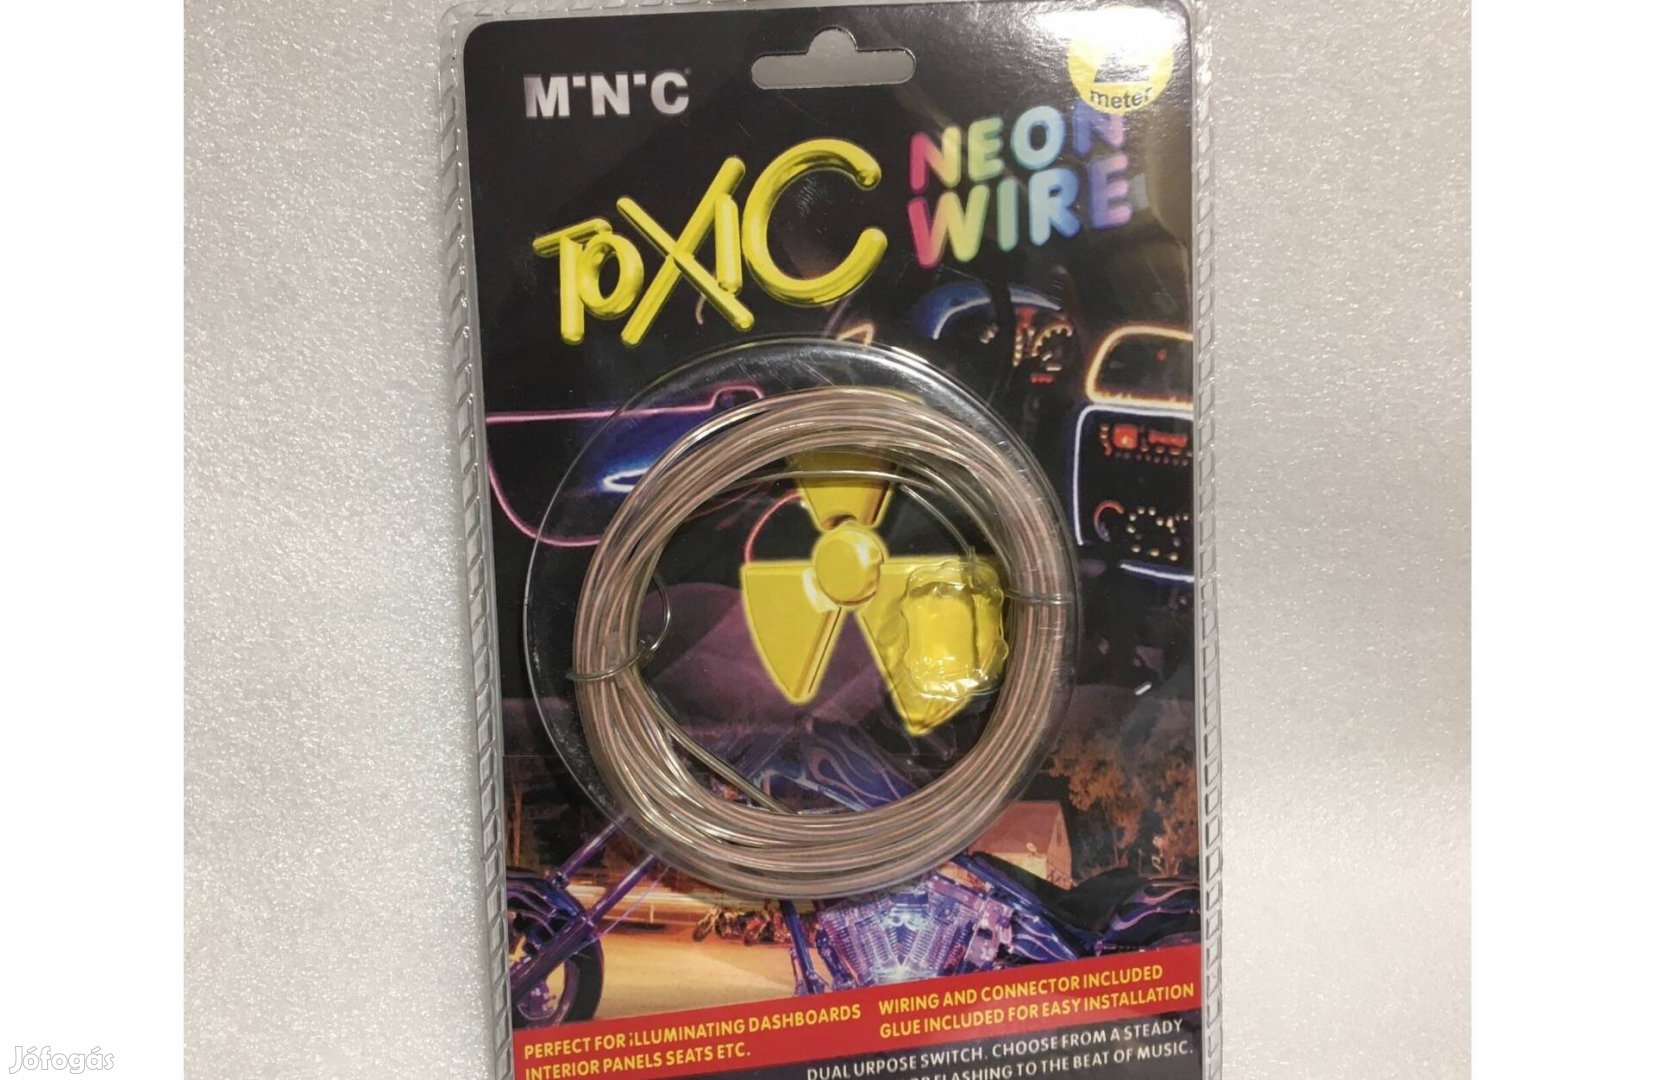 M·N·C
meter
TOXIC
NEON
WIRE
PERFECT FOR iLLUMINATING DASHBOARDS
INTERIOR PANELS SEATS ETC.
WIRING AND CONNECTOR INCLUDED
GLUE INCLUDED FOR EASY INSTALLATION
DUAL URPOSE SWITCH. CHOOSE FROM A STEADY
FLASHING TO THE BEAT OF MUSIC.
Jófogás